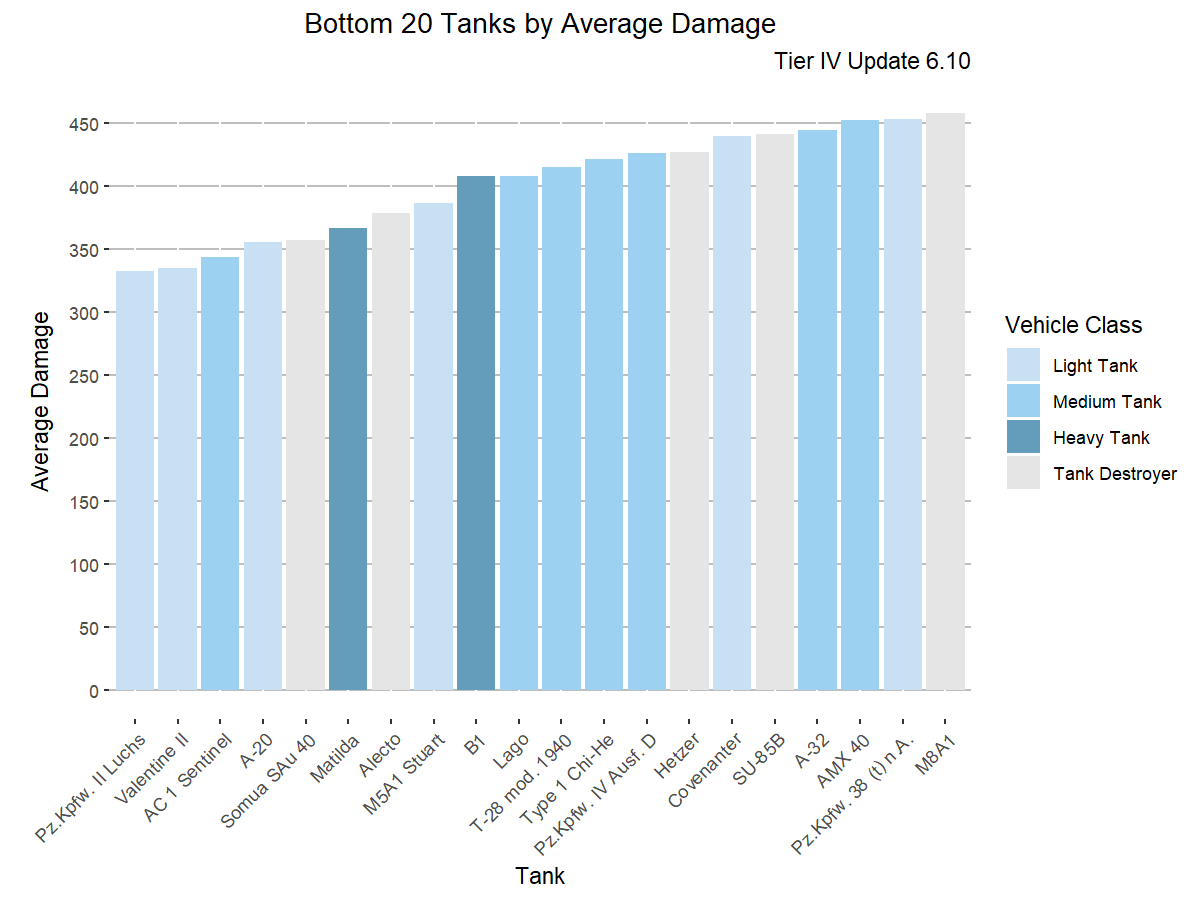 Bottom 20 Tanks by Average Damage
Tier IV Update 6.10
Average Damage
450
400
350
300
250
200
150
100
50
0
Pz.Kpfw. II Luchs
Valentine II
AC 1 Sentinel
A-20
Somua SAu 40
Matilda
Alecto
M5A1 Stuart
B1
Lago
T-28 mod. 1940
Type 1 Chi-He
Pz.Kpfw. IV Ausf. D
Hetzer
Covenanter
SU-85B
A-32
AMX 40
Pz.Kpfw. 38 (t) n.A.
M8A1
Tank
Vehicle Class
Light Tank
Medium Tank
Heavy Tank
Tank Destroyer